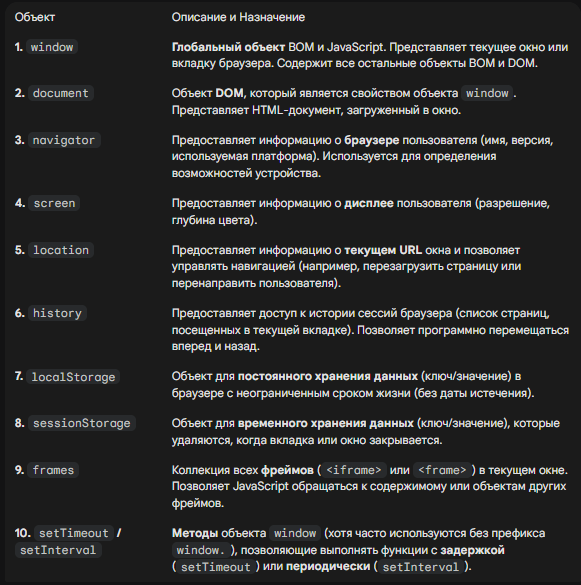 Объект Описание и Назначение
1. window Глобальный объект BOM и JavaScript. Представляет текущее окно или
вкладку браузера. Содержит все остальные объекты BOM и DOM.
2. document Объект DOM, который является свойством объекта window.
Представляет HTML-документ, загруженный в окно.
3. navigator Предоставляет информацию о браузере пользователя (имя, версия,
используемая платформа). Используется для определения
возможностей устройства.
4. screen Предоставляет информацию о дисплее пользователя (разрешение,
глубина цвета).
5. location Предоставляет информацию о текущем URL окна и позволяет
управлять навигацией (например, перезагрузить страницу или
перенаправить пользователя).
6. history Предоставляет доступ к истории сессий браузера (список страниц,
посещенных в текущей вкладке). Позволяет программно перемещаться
вперед и назад.
7. localStorage Объект для постоянного хранения данных (ключ/значение) в
браузере с неограниченным сроком жизни (без даты истечения).
8. sessionStorage Объект для временного хранения данных (ключ/значение), которые
удаляются, когда вкладка или окно закрывается.
9. frames Коллекция всех фреймов ( <iframe> или <frame> ) в текущем окне.
Позволяет JavaScript обращаться к содержимому или объектам других
фреймов.
10. setTimeout / Методы объекта window (хотя часто используются без префикса
setInterval window. ), позволяющие выполнять функции с задержкой
( setTimeout ) или периодически ( setInterval ).